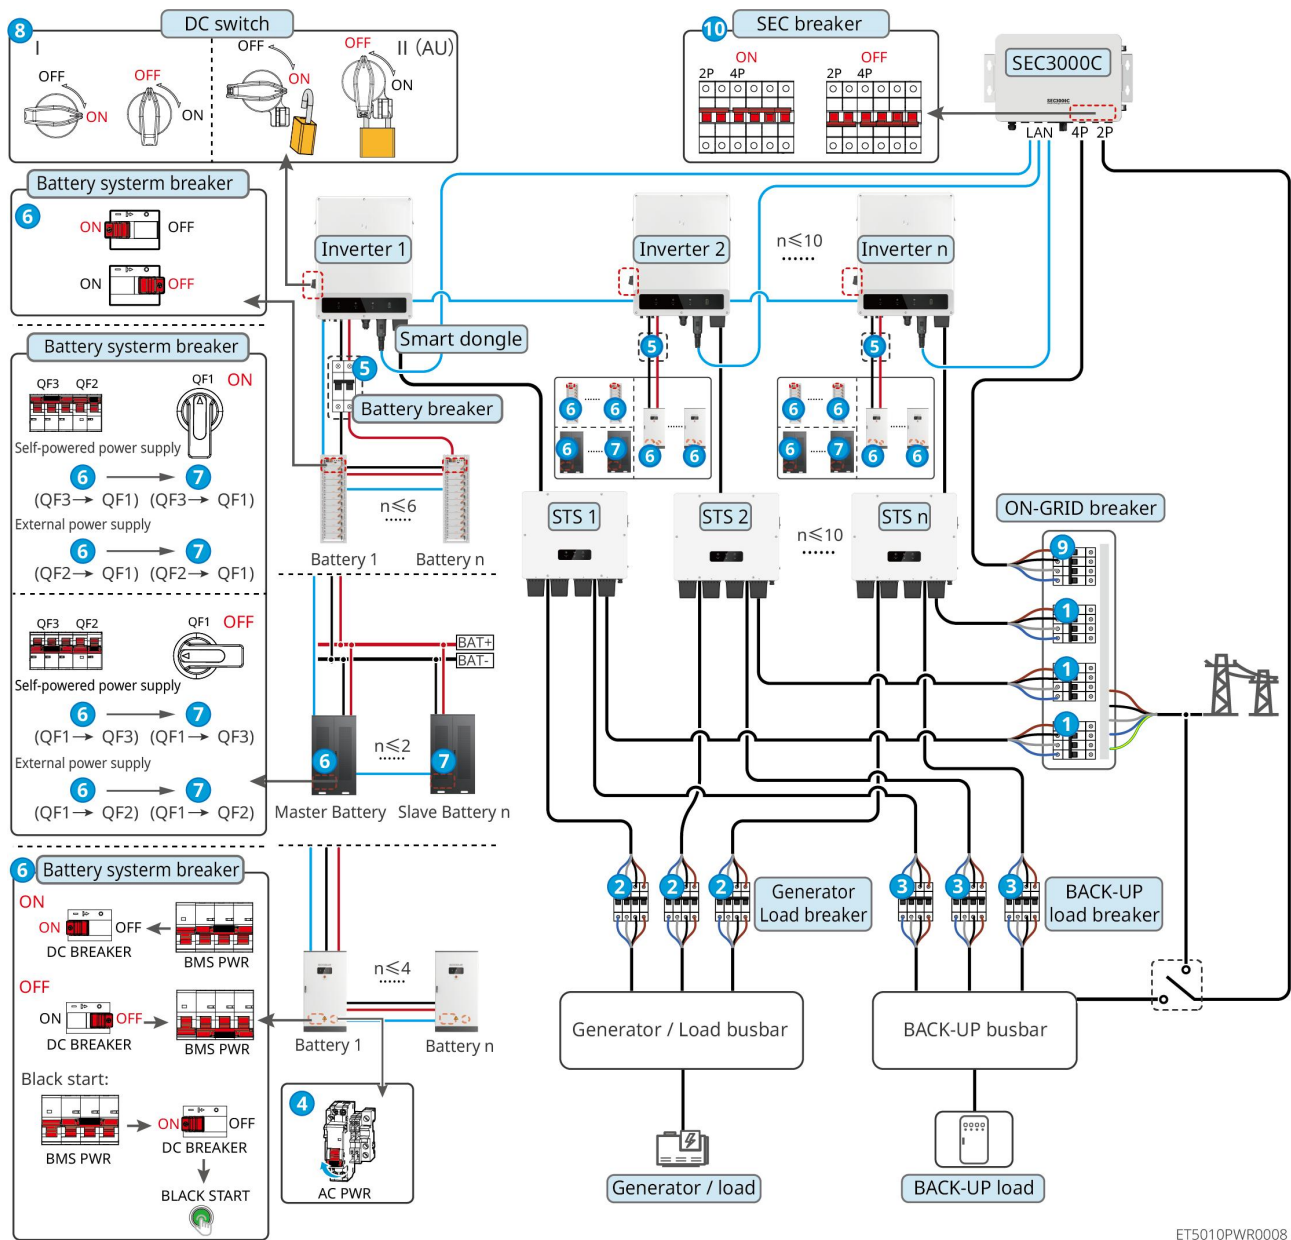 8
DC switch
I
II (AU)
OFF
ON
OFF
ON
OFF
ON
OFF
ON
10
SEC breaker
ON
OFF
2P 4P
2P 4P
SEC3000C
SEC3000C
LAN 4P 2P
Battery systerm breaker
6
ON
OFF
ON
OFF
Inverter 1
Inverter 2
n≤10
······
Inverter n
Smart dongle
5
5
5
Battery breaker
Battery systerm breaker
QF3 QF2
QF1
ON
Self-powered power supply
6
7
(QF3→ QF1) (QF3→ QF1)
External power supply
6
7
(QF2→ QF1) (QF2→ QF1)
QF3 QF2
QF1
OFF
Self-powered power supply
6
7
(QF1→ QF3) (QF1→ QF3)
External power supply
6
7
(QF1→ QF2) (QF1→ QF2)
n≤6
······
Battery 1
Battery n
6
6
6
7
6
6
6
6
6
7
6
6
STS 1
STS 2
n≤10
······
STS n
ON-GRID breaker
9
1
1
1
BAT+
BAT-
6
n≤2
······
7
Master Battery
Slave Battery n
6
Battery systerm breaker
ON
ON
OFF
DC BREAKER
BMS PWR
OFF
ON
OFF
DC BREAKER
BMS PWR
Black start:
BMS PWR
ON
OFF
DC BREAKER
BLACK START
n≤4
······
Battery 1
Battery n
4
AC PWR
2
2
2
Generator
Load breaker
3
3
3
BACK-UP
load breaker
Generator / Load busbar
BACK-UP busbar
Generator / load
BACK-UP load
ET5010PWR0008